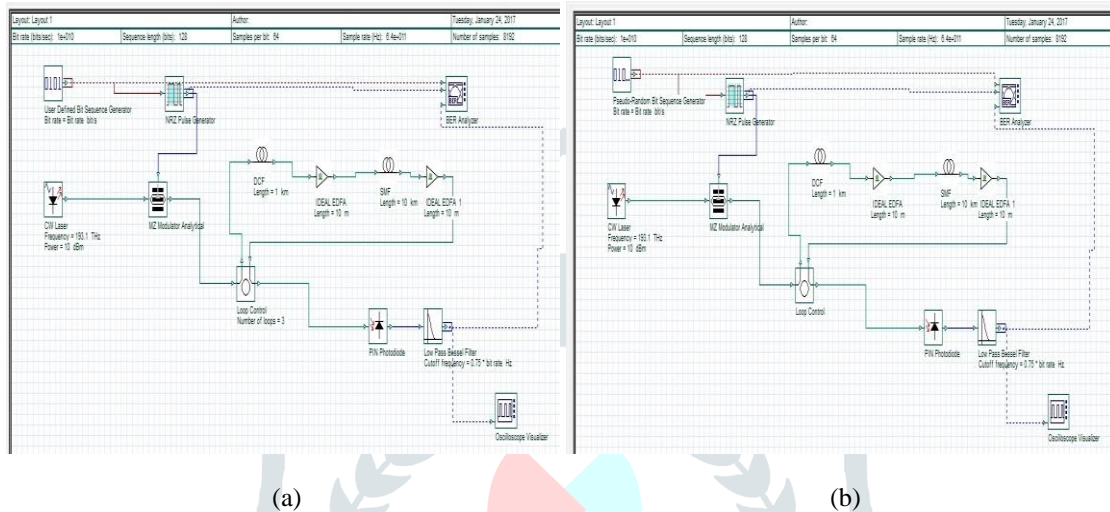 Layout: Layout 1 Author: Tuesday, January 24, 2017
Bit rate (bits/sec): 1e+010 Sequence length (bits): 128 Samples per bit: 64 Sample rate (Hz): 6.4e+011 Number of samples: 8192
User Defined Bit Sequence Generator
Bit rate = Bit rate bit/s
NRZ Pulse Generator
BER Analyzer
DCF
Length = 1 km
IDEAL EDFA
Length = 10 m
SMF
Length = 10 km
IDEAL EDFA 1
Length = 10 m
CW Laser
Frequency = 193.1 THz
Power = 10 dBm
MZ Modulator Analytical
Loop Control
Number of loops = 3
PIN Photodiode
Low Pass Bessel Filter
Cutoff frequency = 0.75 * bit rate Hz
Oscilloscope Visualizer
(a)
Layout: Layout 1 Author: Tuesday, January 24, 2017
Bit rate (bits/sec): 1e+010 Sequence length (bits): 128 Samples per bit: 64 Sample rate (Hz): 6.4e+011 Number of samples: 8192
Pseudo-Random Bit Sequence Generator
Bit rate = Bit rate bit/s
NRZ Pulse Generator
BER Analyzer
DCF
Length = 1 km
IDEAL EDFA
Length = 10 m
SMF
Length = 10 km
IDEAL EDFA 1
Length = 10 m
CW Laser
Frequency = 193.1 THz
Power = 10 dBm
MZ Modulator Analytical
Loop Control
PIN Photodiode
Low Pass Bessel Filter
Cutoff frequency = 0.75 * bit rate Hz
Oscilloscope Visualizer
(b)